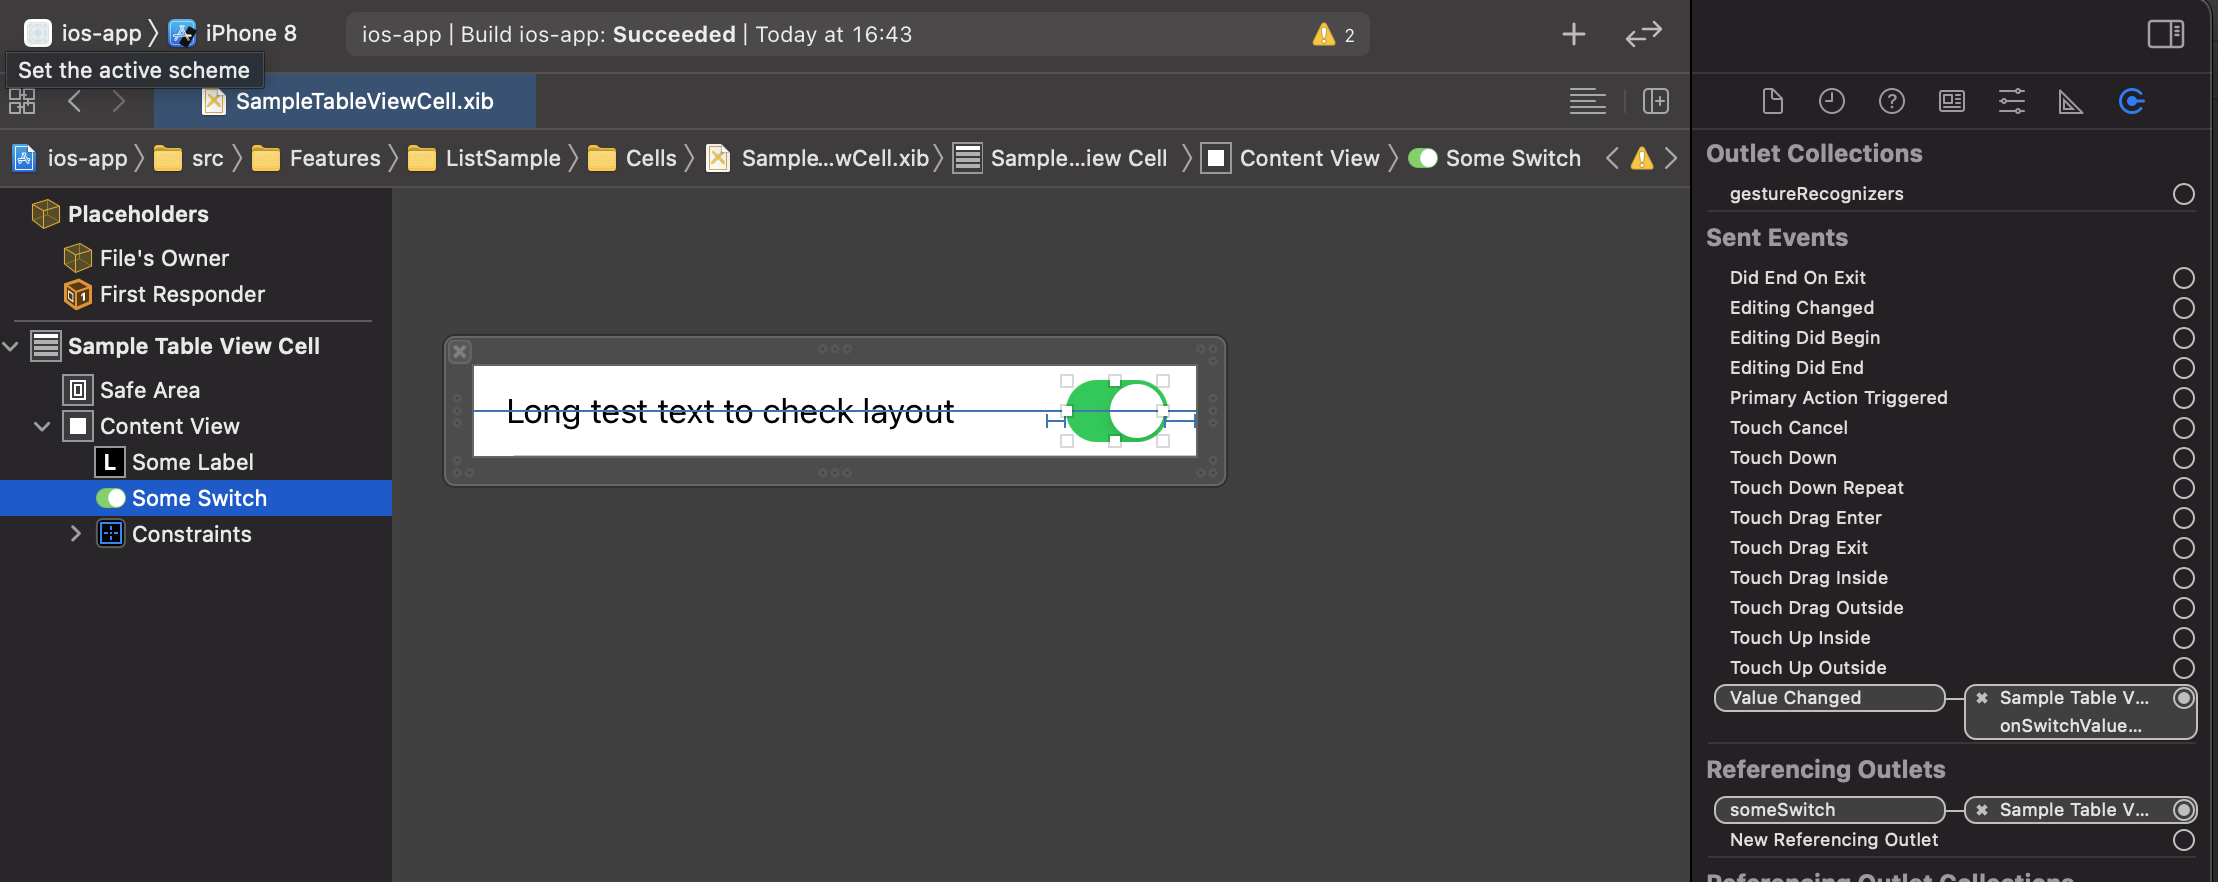 ios-app
iPhone 8
ios-app | Build ios-app: Succeeded | Today at 16:43
2
Set the active scheme
SampleTableViewCell.xib
ios-app
src
Features
ListSample
Cells
Sample...wCell.xib
Sample...iew Cell
Content View
Some Switch
Placeholders
File's Owner
First Responder
Sample Table View Cell
Safe Area
Content View
L Some Label
Some Switch
Constraints
Long test text to check layout
Outlet Collections
gestureRecognizers
Sent Events
Did End On Exit
Editing Changed
Editing Did Begin
Editing Did End
Primary Action Triggered
Touch Cancel
Touch Down
Touch Down Repeat
Touch Drag Enter
Touch Drag Exit
Touch Drag Inside
Touch Drag Outside
Touch Up Inside
Touch Up Outside
Value Changed
Sample Table V...
onSwitchValue...
Referencing Outlets
someSwitch
Sample Table V...
New Referencing Outlet
Referencing Outlet Collections